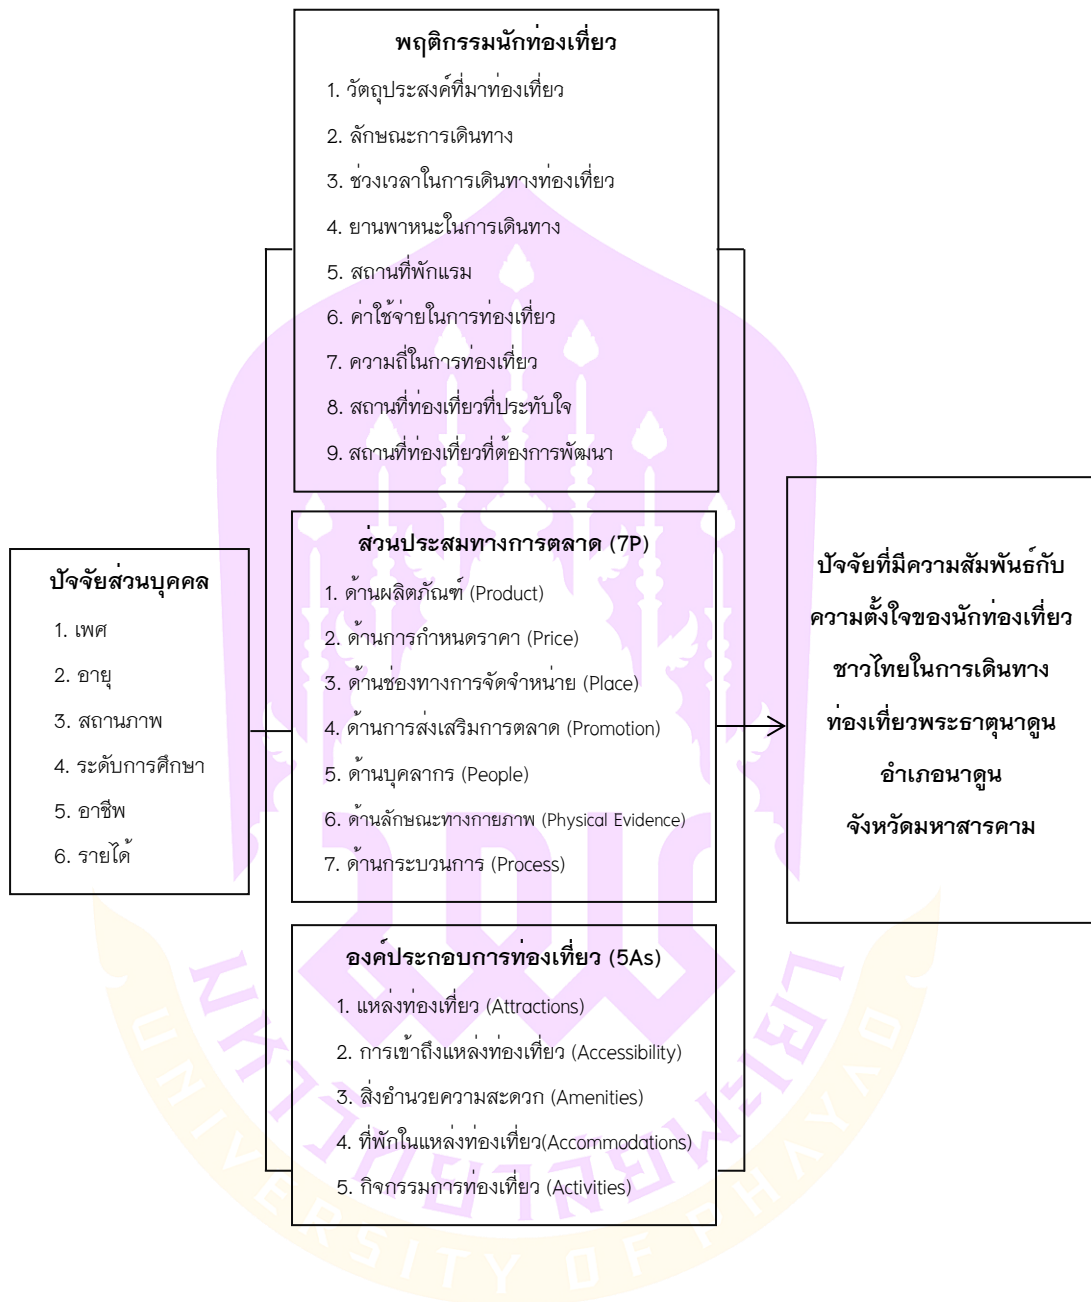 พฤติกรรมนักท่องเที่ยว
1. วัตถุประสงค์ที่มาท่องเที่ยว
2. ลักษณะการเดินทาง
3. ช่วงเวลาในการเดินทางท่องเที่ยว
4. ยานพาหนะในการเดินทาง
5. สถานที่พักแรม
6. ค่าใช้จ่ายในการท่องเที่ยว
7. ความถี่ในการท่องเที่ยว
8. สถานที่ท่องเที่ยวที่ประทับใจ
9. สถานที่ท่องเที่ยวที่ต้องการพัฒนา
ปัจจัยส่วนบุคคล
1. เพศ
2. อายุ
3. สถานภาพ
4. ระดับการศึกษา
5. อาชีพ
6. รายได้
ส่วนประสมทางการตลาด (7P)
1. ด้านผลิตภัณฑ์ (Product)
2. ด้านการกำหนดราคา (Price)
3. ด้านช่องทางการจัดจำหน่าย (Place)
4. ด้านการส่งเสริมการตลาด (Promotion)
5. ด้านบุคลากร (People)
6. ด้านลักษณะทางกายภาพ (Physical Evidence)
7. ด้านกระบวนการ (Process)
องค์ประกอบการท่องเที่ยว (5As)
1. แหล่งท่องเที่ยว (Attractions)
2. การเข้าถึงแหล่งท่องเที่ยว (Accessibility)
3. สิ่งอำนวยความสะดวก (Amenities)
4. ที่พักในแหล่งท่องเที่ยว(Accommodations)
5. กิจกรรมการท่องเที่ยว (Activities)
ปัจจัยที่มีความสัมพันธ์กับ
ความตั้งใจของนักท่องเที่ยว
ชาวไทยในการเดินทาง
ท่องเที่ยวพระธาตุนาดูน
อำเภอนาดูน
จังหวัดมหาสารคาม
มหาวิทยาลัยพะเยา
UNIVERSITY OF PHAYAO